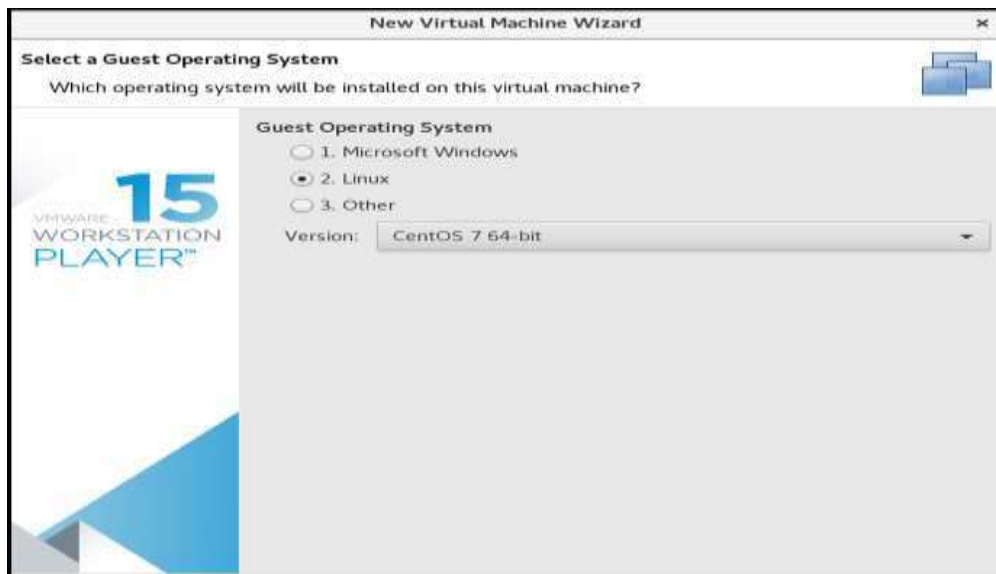 New Virtual Machine Wizard
Select a Guest Operating System
Which operating system will be installed on this virtual machine?
Guest Operating System
1. Microsoft Windows
2. Linux
3. Other
Version: CentOS 7 64-bit
15
VMWARE
WORKSTATION
PLAYER™